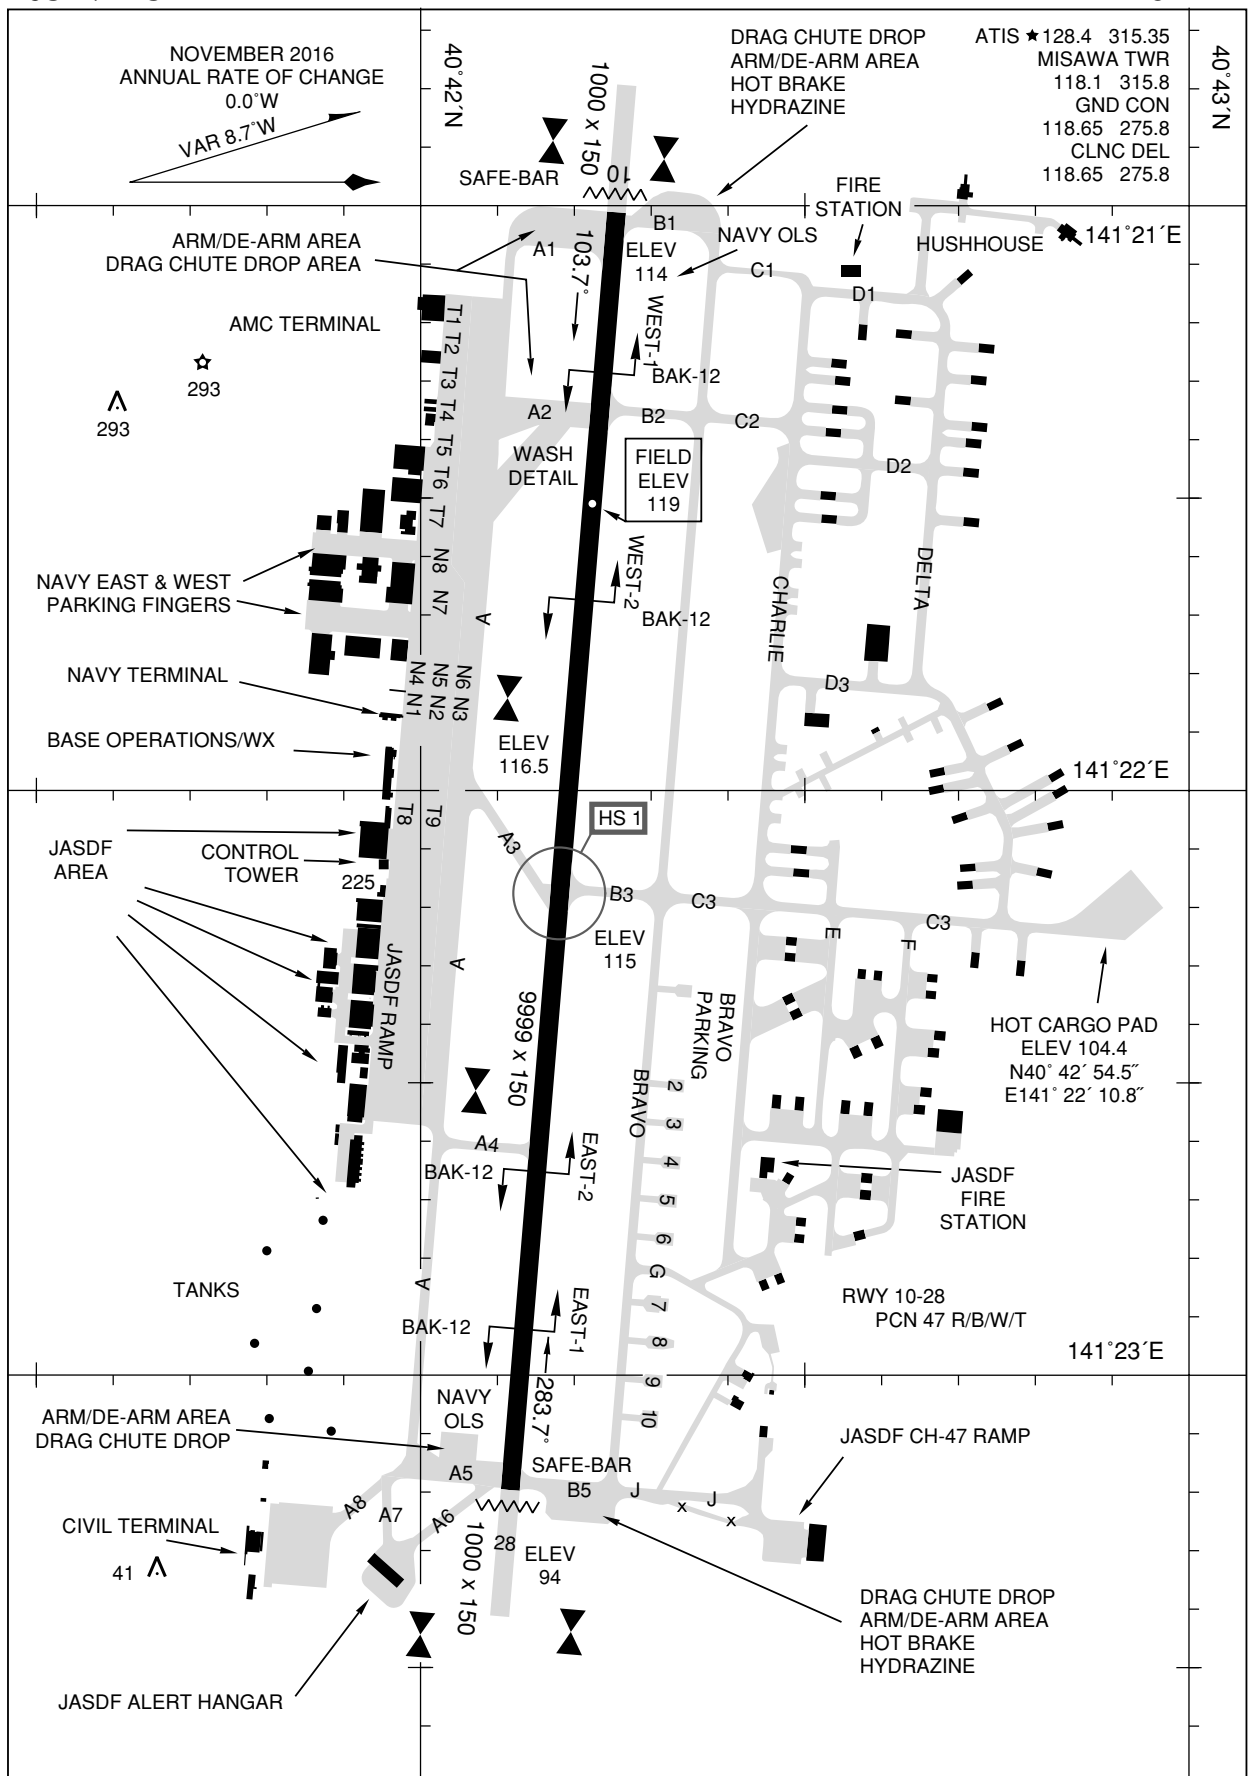 NOVEMBER 2016
ANNUAL RATE OF CHANGE
0.0°W
VAR 8.7°W
40°42´N
1000 x 150
DRAG CHUTE DROP
ARM/DE-ARM AREA
HOT BRAKE
HYDRAZINE
ATIS ★ 128.4 315.35
MISAWA TWR
118.1 315.8
GND CON
118.65 275.8
CLNC DEL
118.65 275.8
40°43´N
SAFE-BAR
10
FIRE
STATION
HUSHHOUSE
141°21´E
ARM/DE-ARM AREA
DRAG CHUTE DROP AREA
A1
B1
103.7°
ELEV
114
NAVY OLS
C1
D1
AMC TERMINAL
T1
T2
T3
T4
T5
T6
T7
293
293
WEST-1
BAK-12
A2
B2
C2
WASH
DETAIL
FIELD
ELEV
119
D2
N8
N7
A
NAVY EAST & WEST
PARKING FINGERS
WEST-2
BAK-12
CHARLIE
DELTA
NAVY TERMINAL
N4 N1
N5 N2
N6 N3
D3
BASE OPERATIONS/WX
ELEV
116.5
141°22´E
T8
T9
JASDF
AREA
CONTROL
TOWER
225
A3
HS 1
B3
C3
C3
E
F
ELEV
115
A
JASDF RAMP
9999 x 150
BRAVO
PARKING
BRAVO
HOT CARGO PAD
ELEV 104.4
N40° 42´ 54.5˝
E141° 22´ 10.8˝
2
3
4
5
6
G
7
8
9
10
A4
BAK-12
EAST-2
JASDF
FIRE
STATION
TANKS
A
RWY 10-28
PCN 47 R/B/W/T
BAK-12
EAST-1
141°23´E
283.7°
NAVY
OLS
ARM/DE-ARM AREA
DRAG CHUTE DROP
JASDF CH-47 RAMP
SAFE-BAR
A5
B5
J
x
J
x
A8
A7
A6
CIVIL TERMINAL
41
1000 x 150
28
ELEV
94
DRAG CHUTE DROP
ARM/DE-ARM AREA
HOT BRAKE
HYDRAZINE
JASDF ALERT HANGAR